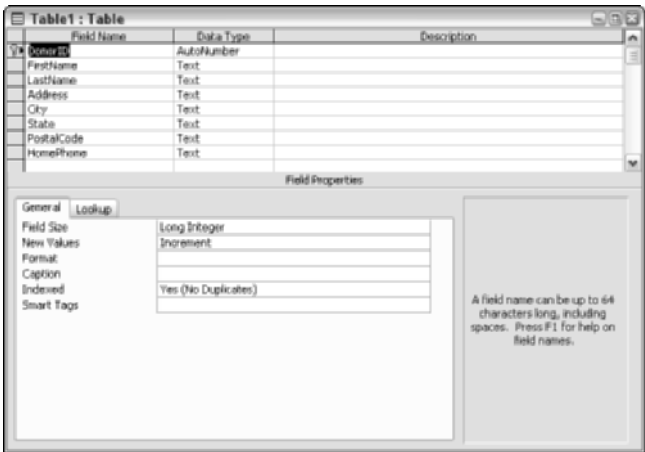 Table1 : Table
Field Name Data Type Description
DonorID AutoNumber
FirstName Text
LastName Text
Address Text
City Text
State Text
PostalCode Text
HomePhone Text
Field Properties
General Lookup
Field Size Long Integer
New Values Increment
Format
Caption
Indexed Yes (No Duplicates)
Smart Tags
A field name can be up to 64
characters long, including
spaces. Press F1 for help on
field names.